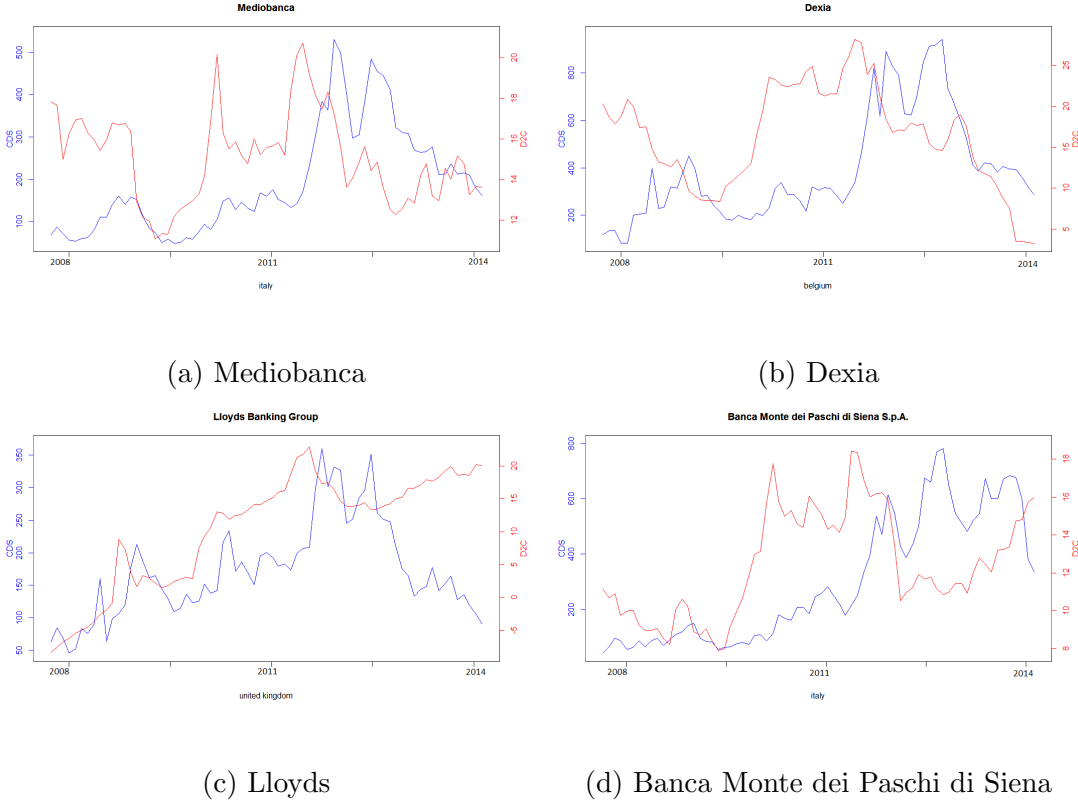 Mediobanca
CDS
100 200 300 400 500
12 14 16 18 20
D2C
2008 2011 2014
italy
(a) Mediobanca
Dexia
CDS
200 400 600 800
5 10 15 20 25
D2C
2008 2011 2014
belgium
(b) Dexia
Lloyds Banking Group
CDS
50 100 150 200 250 300 350
-5 0 5 10 15 20
D2C
2008 2011 2014
united kingdom
(c) Lloyds
Banca Monte dei Paschi di Siena S.p.A.
CDS
200 400 600 800
8 10 12 14 16 18
D2C
2008 2011 2014
italy
(d) Banca Monte dei Paschi di Siena